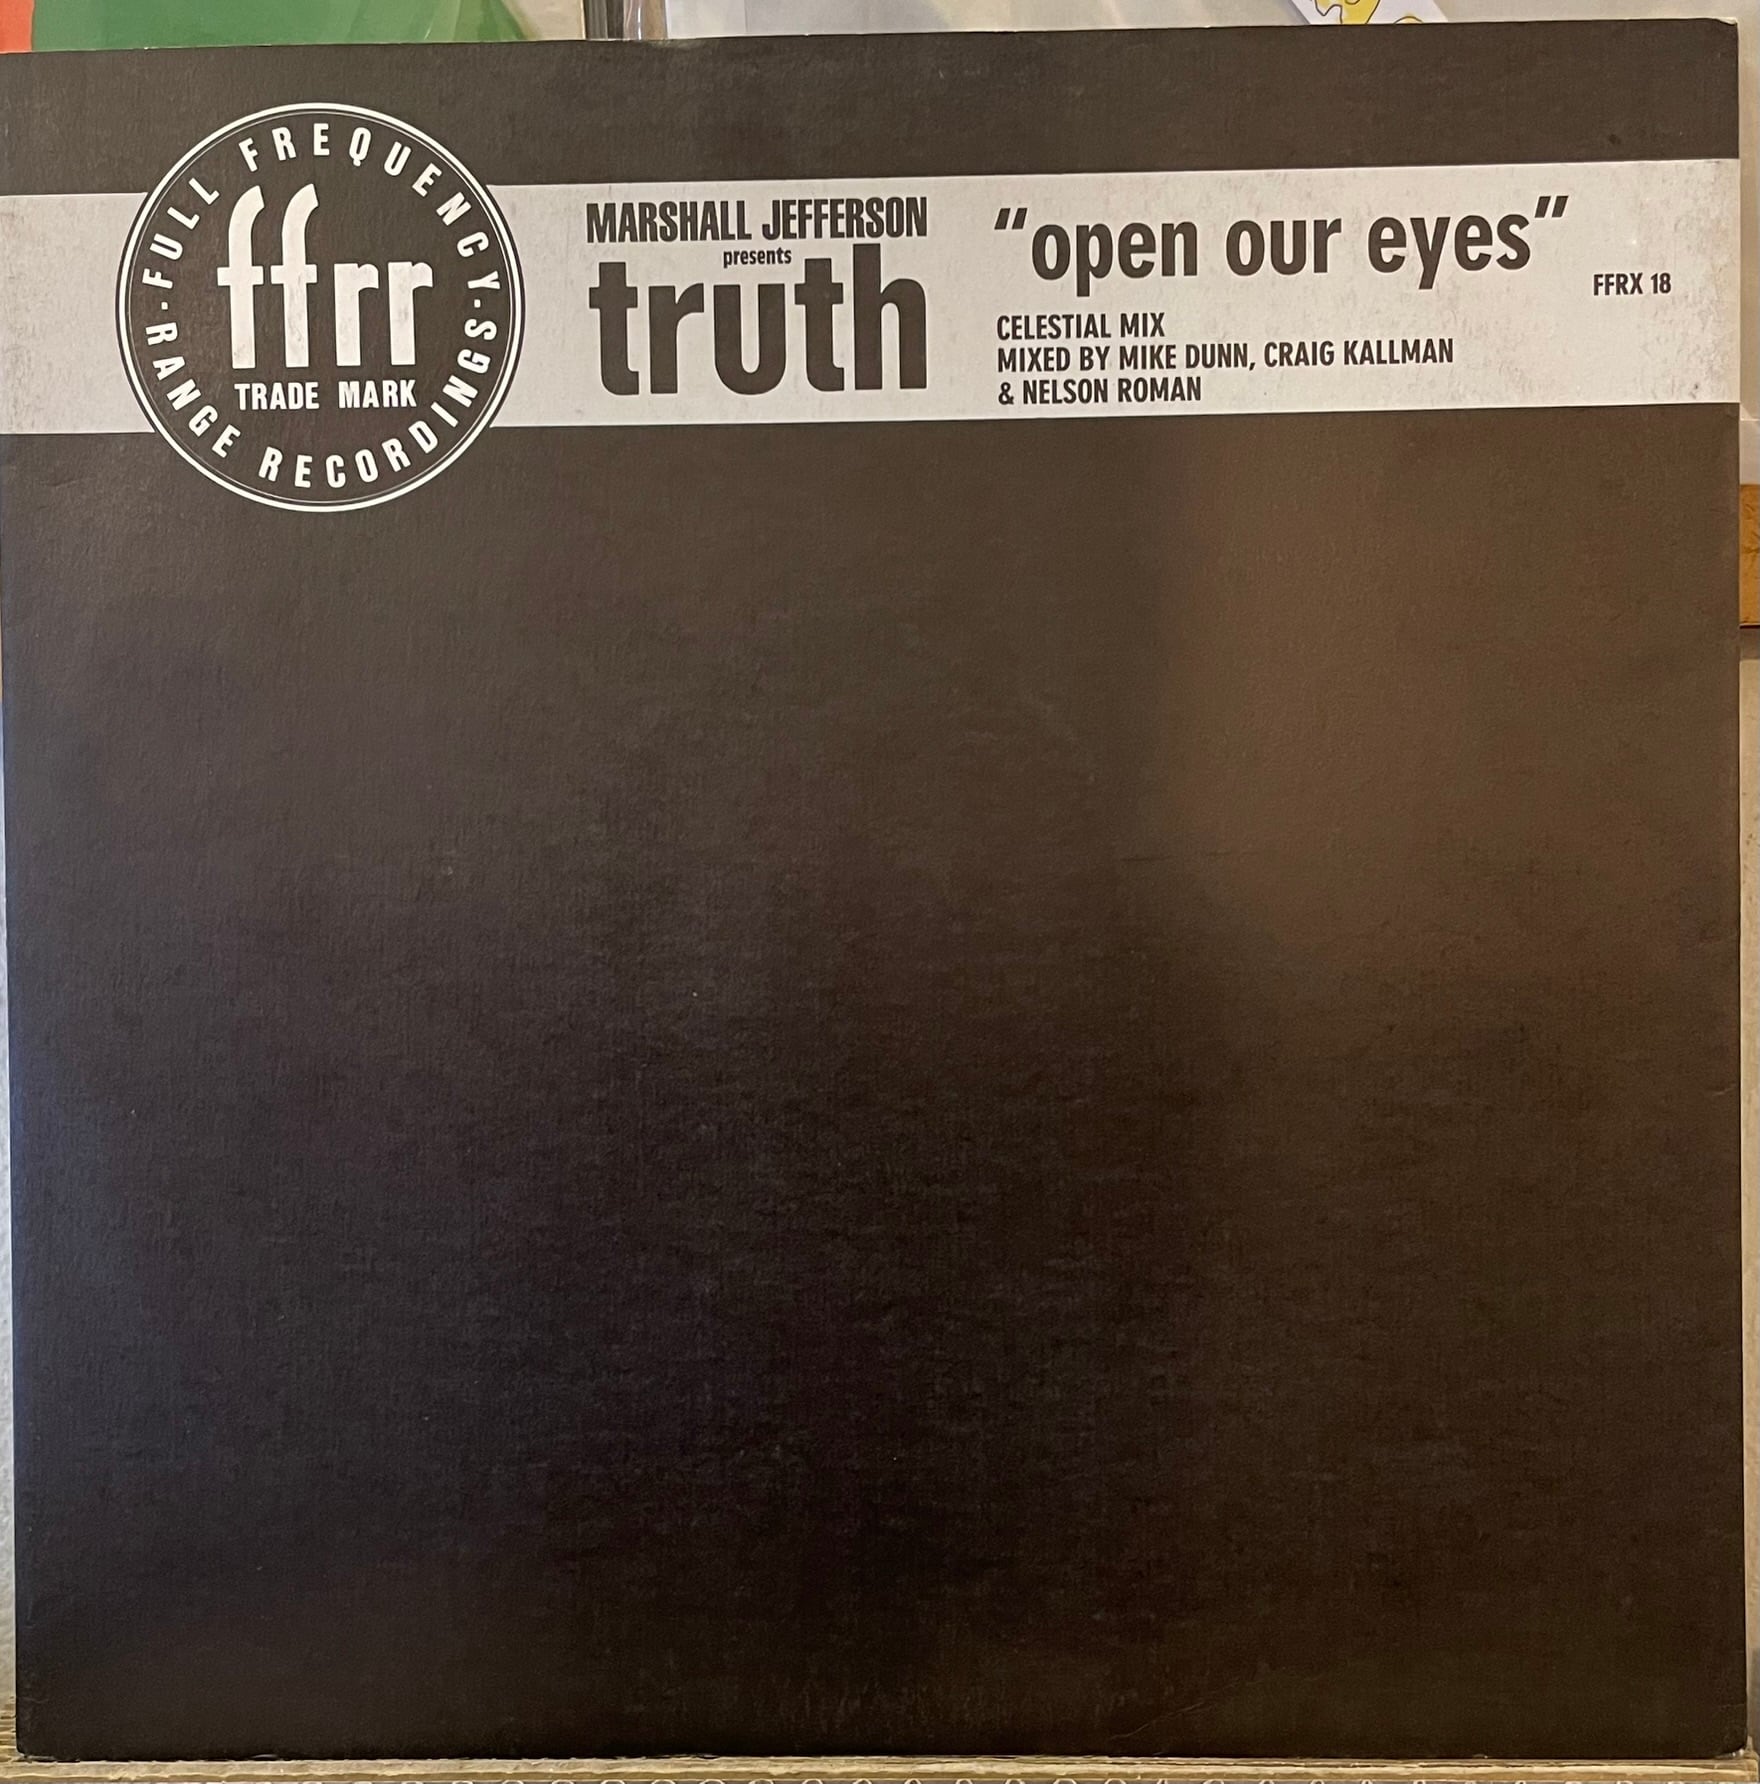 FULL FREQUENCY
ffrr
TRADE MARK
· RANGE RECORDINGS ·
MARSHALL JEFFERSON
presents
truth
“open our eyes”
FFRX 18
CELESTIAL MIX
MIXED BY MIKE DUNN, CRAIG KALLMAN
& NELSON ROMAN